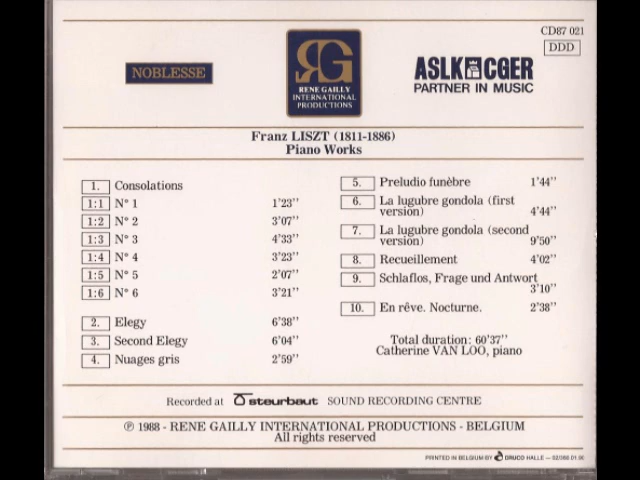 CD87 021
DDD
NOBLESSE
RG
RENE GAILLY
INTERNATIONAL
PRODUCTIONS
ASLK CGER
PARTNER IN MUSIC
Franz LISZT (1811-1886)
Piano Works
1. Consolations
1:1 N° 1 1'23''
1:2 N° 2 3'07''
1:3 N° 3 4'33''
1:4 N° 4 3'23''
1:5 N° 5 2'07''
1:6 N° 6 3'21''
2. Elegy 6'38''
3. Second Elegy 6'04''
4. Nuages gris 2'59''
5. Preludio funèbre 1'44''
6. La lugubre gondola (first
version) 4'44''
7. La lugubre gondola (second
version) 9'50''
8. Recueillement 4'02''
9. Schlaflos, Frage und Antwort
3'10''
10. En rêve. Nocturne. 2'38''
Total duration: 60'37''
Catherine VAN LOO, piano
Recorded at steurbaut SOUND RECORDING CENTRE
℗ 1988 - RENE GAILLY INTERNATIONAL PRODUCTIONS - BELGIUM
All rights reserved
PRINTED IN BELGIUM BY DRUCO HALLE